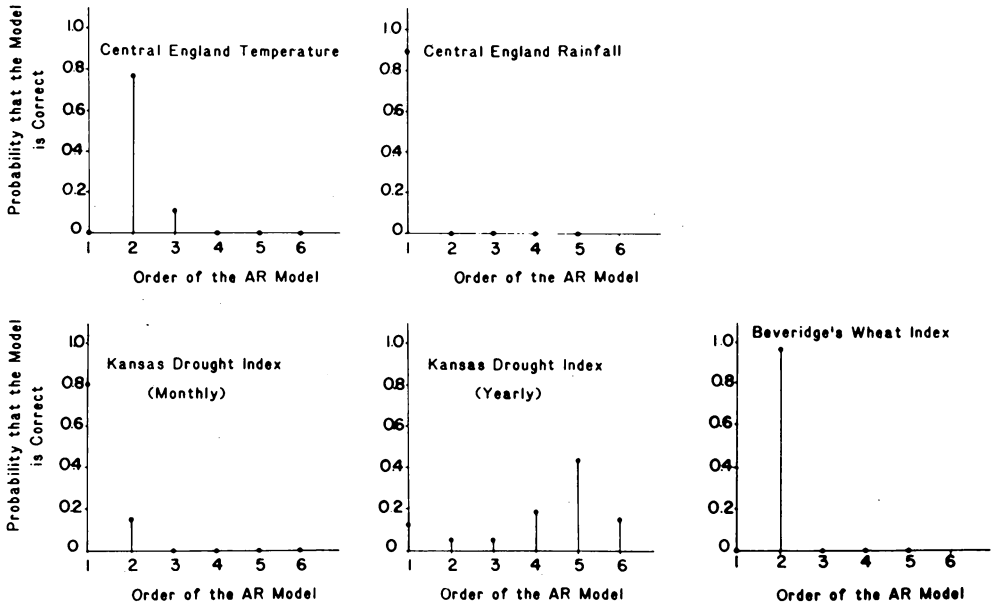 Probability that the Model
is Correct
1.0
0.8
0.6
0.4
0.2
0
Central England Temperature
1 2 3 4 5 6
Order of the AR Model
1.0
0.8
0.6
0.4
0.2
0
Central England Rainfall
1 2 3 4 5 6
Order of the AR Model
Probability that the Model
is Correct
1.0
0.8
0.6
0.4
0.2
0
Kansas Drought Index
(Monthly)
1 2 3 4 5 6
Order of the AR Model
1.0
0.8
0.6
0.4
0.2
0
Kansas Drought Index
(Yearly)
1 2 3 4 5 6
Order of the AR Model
Beveridge's Wheat Index
1.0
0.8
0.6
0.4
0.2
0
1 2 3 4 5 6
Order of the AR Model